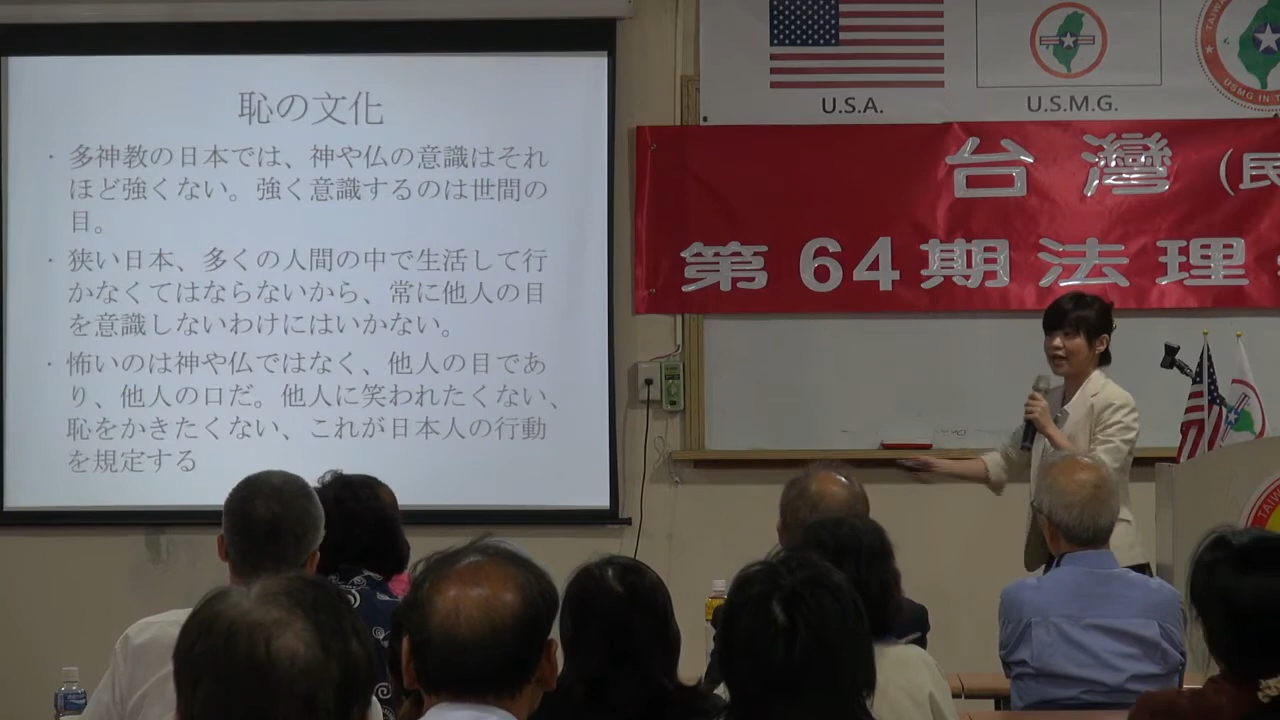 恥の文化
・多神教の日本では、神や仏の意識はそれ
ほど強くない。強く意識するのは世間の
目。
・狭い日本、多くの人間の中で生活して行
かなくてはならないから、常に他人の目
を意識しないわけにはいかない。
・怖いのは神や仏ではなく、他人の目であ
り、他人の口だ。他人に笑われたくない、
恥をかきたくない、これが日本人の行動
を規定する
U.S.A.
U.S.M.G.
USMG IN
台灣(民
第64期法理